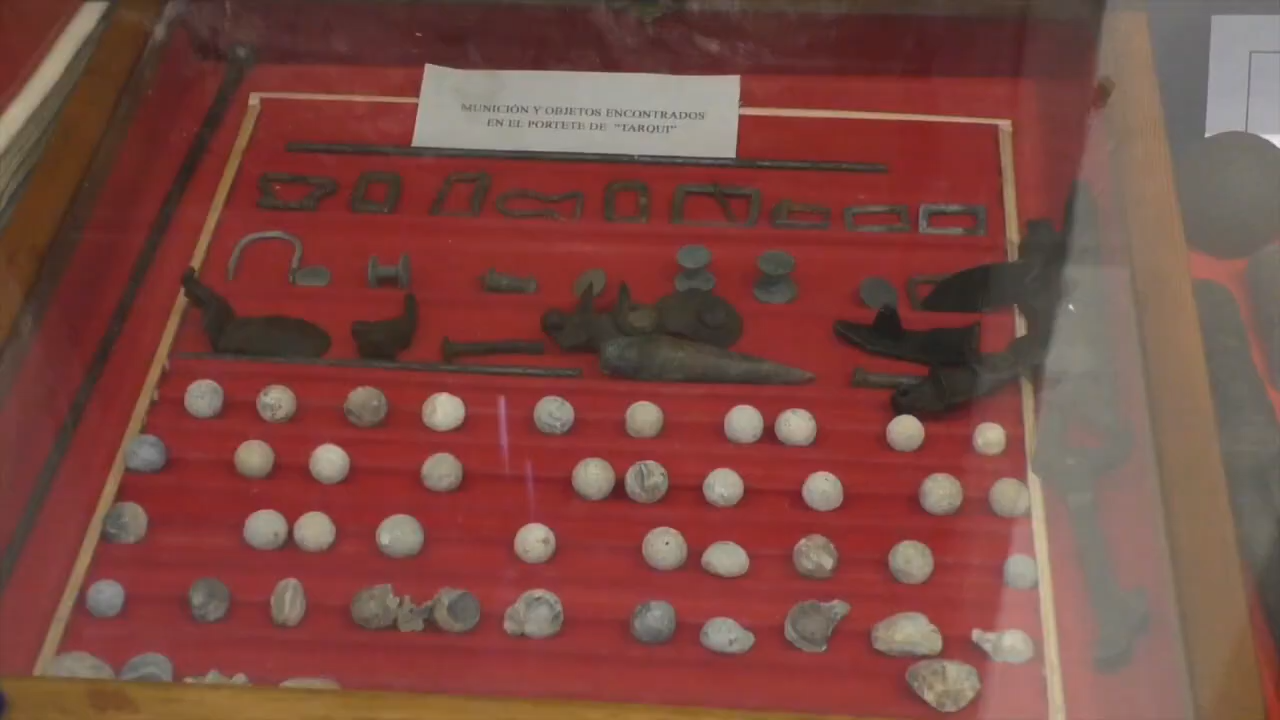 MUNICIÓN Y OBJETOS ENCONTRADOS
EN EL PORTETE DE "TARQUI"